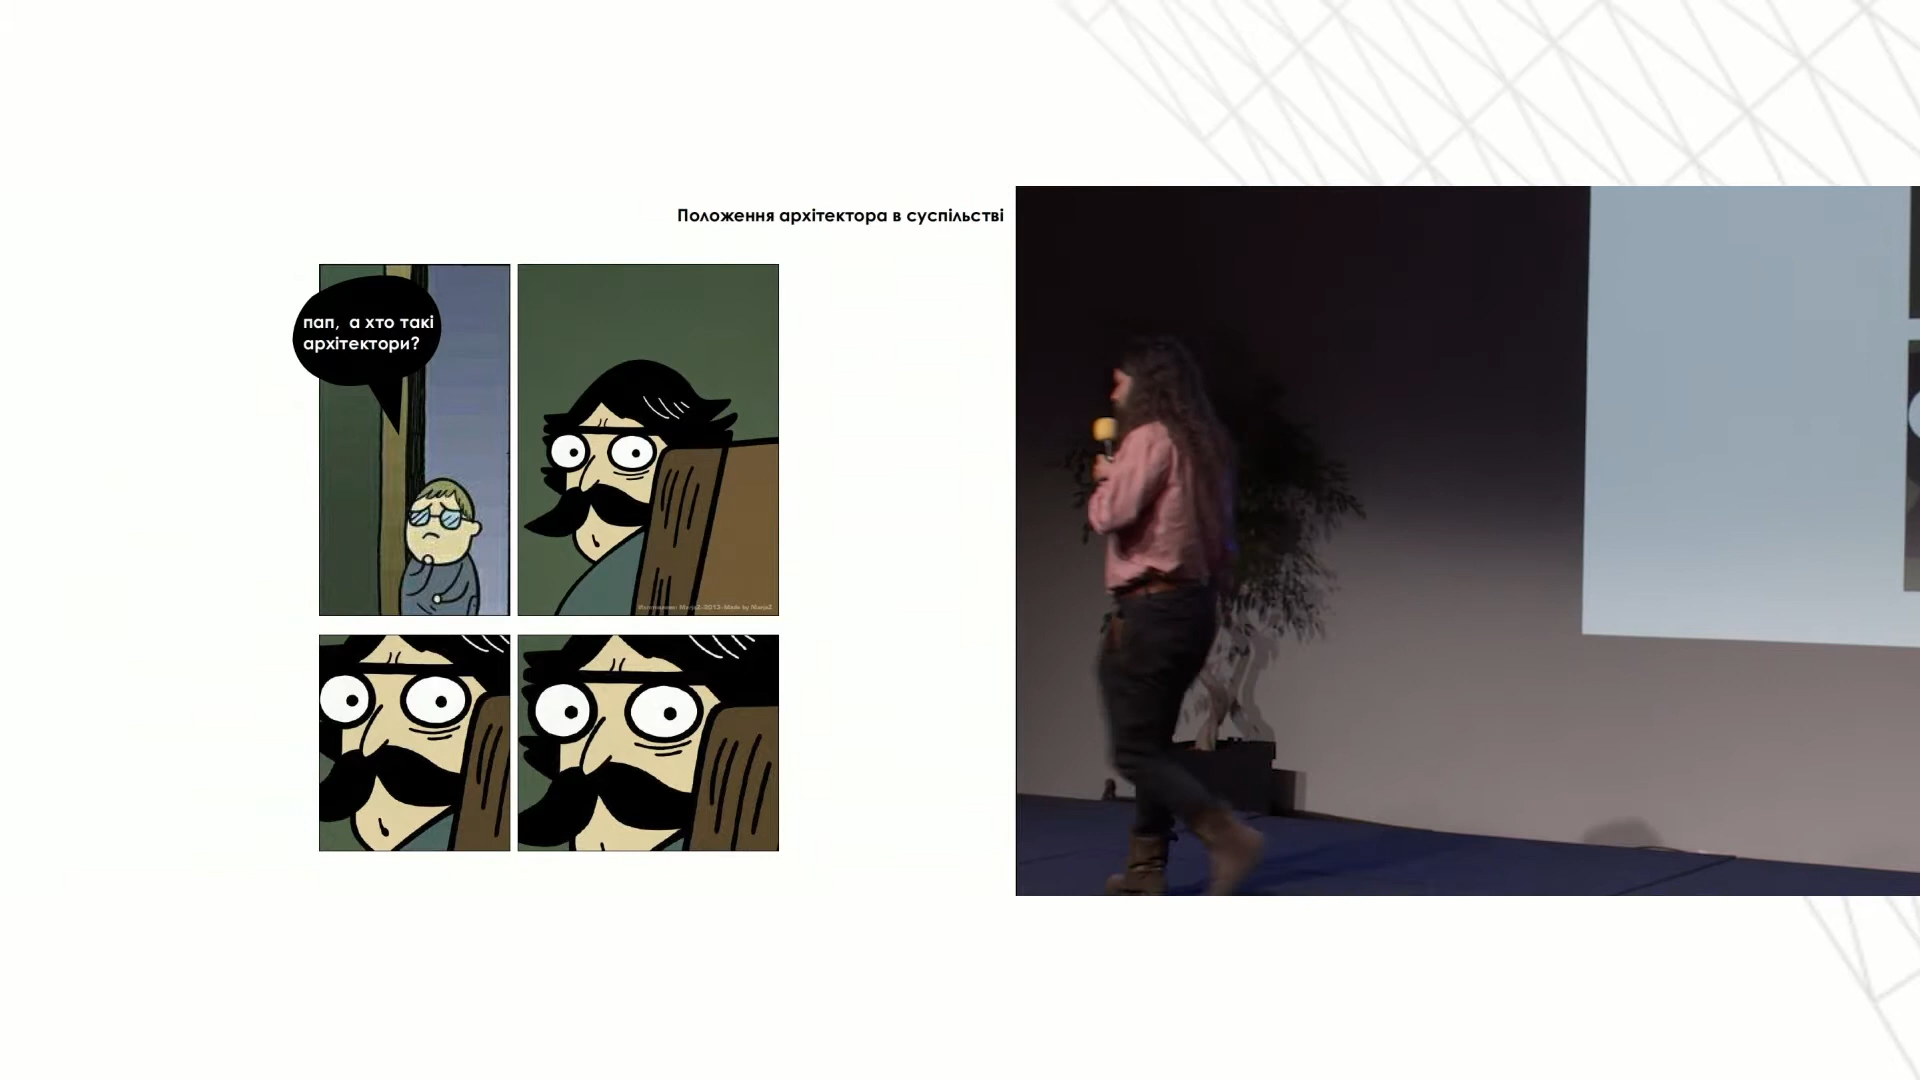 Положення архітектора в суспільстві
пап, а хто такі
архітектори?